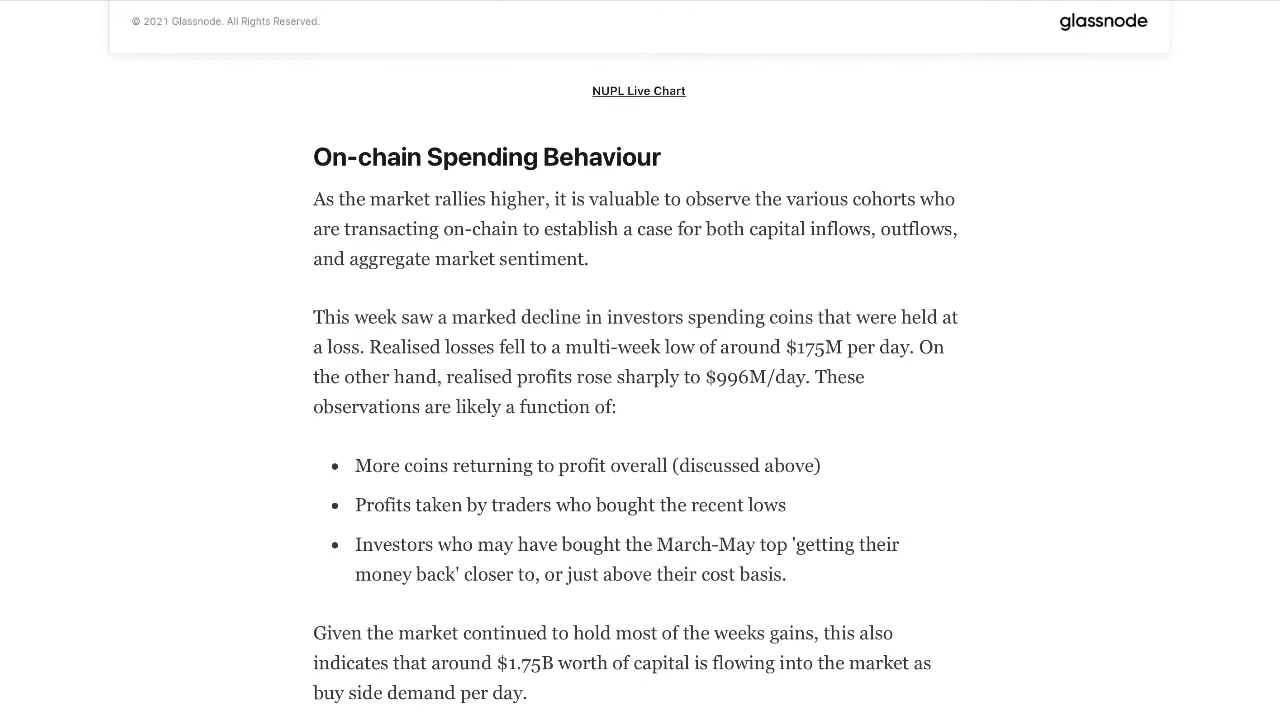 © 2021 Glassnode. All Rights Reserved.
glassnode
NUPL Live Chart
On-chain Spending Behaviour
As the market rallies higher, it is valuable to observe the various cohorts who
are transacting on-chain to establish a case for both capital inflows, outflows,
and aggregate market sentiment.
This week saw a marked decline in investors spending coins that were held at
a loss. Realised losses fell to a multi-week low of around $175M per day. On
the other hand, realised profits rose sharply to $996M/day. These
observations are likely a function of:
• More coins returning to profit overall (discussed above)
• Profits taken by traders who bought the recent lows
• Investors who may have bought the March-May top 'getting their
money back' closer to, or just above their cost basis.
Given the market continued to hold most of the weeks gains, this also
indicates that around $1.75B worth of capital is flowing into the market as
buy side demand per day.